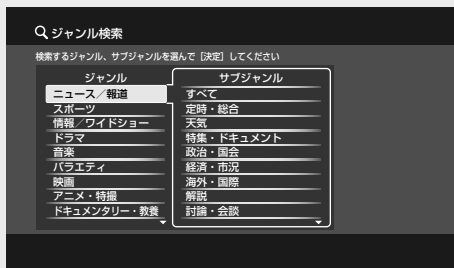 ジャンル検索
検索するジャンル、サブジャンルを選んで［決定］してください
ジャンル
ニュース／報道
スポーツ
情報／ワイドショー
ドラマ
音楽
バラエティ
映画
アニメ・特撮
ドキュメンタリー・教養
サブジャンル
すべて
定時・総合
天気
特集・ドキュメント
政治・国会
経済・市況
海外・国際
解説
討論・会談